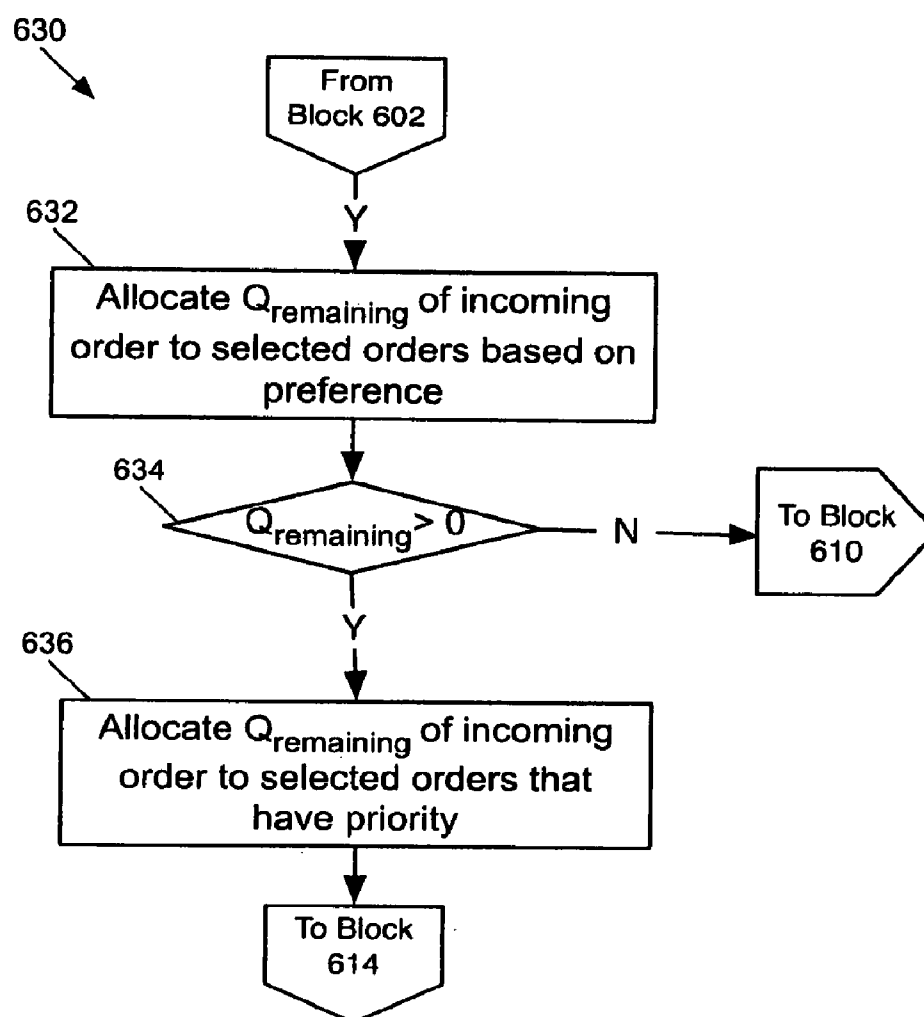 630
From
Block 602
Y
632
Allocate Qremaining of incoming
order to selected orders based on
preference
634
Qremaining > 0
N
To Block
610
Y
636
Allocate Qremaining of incoming
order to selected orders that
have priority
To Block
614